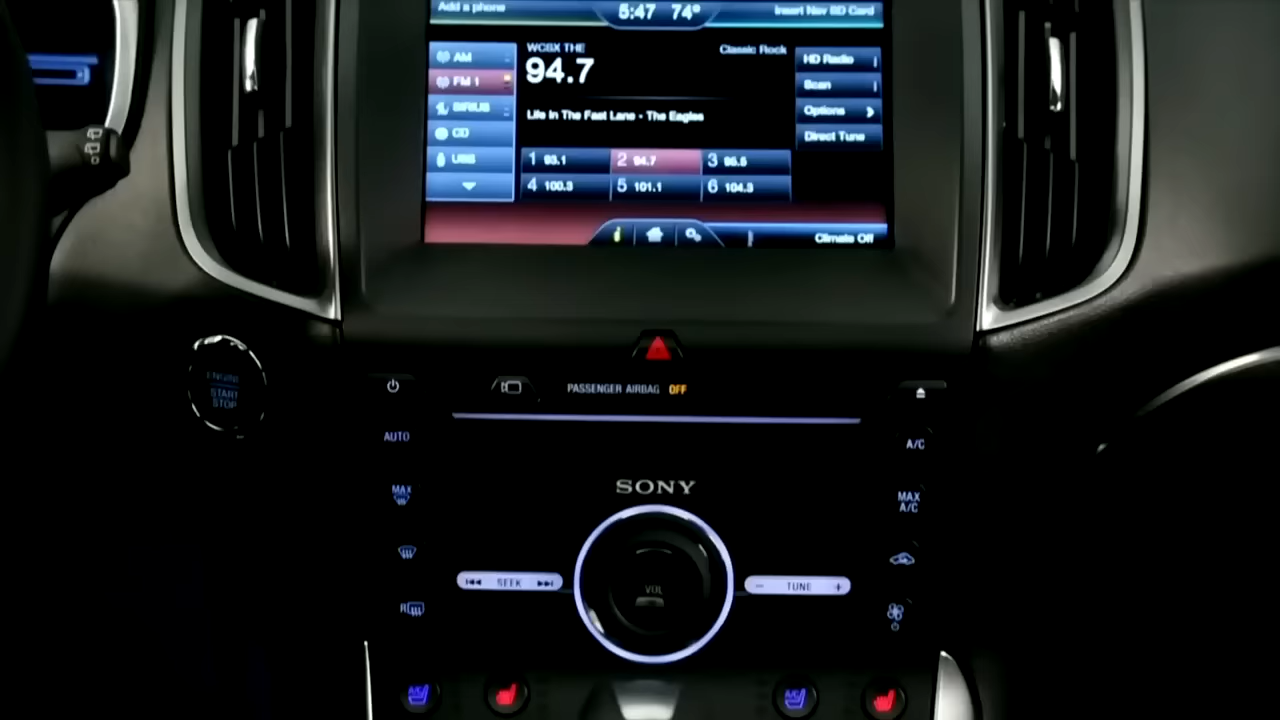 Add a phone
5:47 74°
Insert Nav SD Card
AM
FM 1
SIRIUS
CD
USB
WCSX THE
94.7
Classic Rock
Life In The Fast Lane - The Eagles
1 93.1
2 94.7
3 95.5
4 100.3
5 101.1
6 104.3
HD Radio
Scan
Options
Direct Tune
Climate Off
ENGINE
START
STOP
PASSENGER AIRBAG OFF
AUTO
A/C
MAX
MAX
A/C
SONY
SEEK
VOL
- TUNE +
R
A/C
A/C